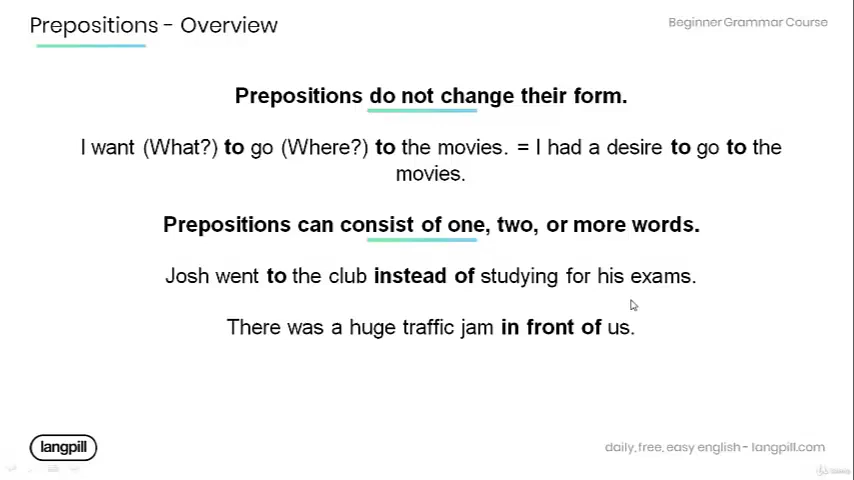 Prepositions - Overview
Beginner Grammar Course
Prepositions do not change their form.
I want (What?) to go (Where?) to the movies. = I had a desire to go to the
movies.
Prepositions can consist of one, two, or more words.
Josh went to the club instead of studying for his exams.
There was a huge traffic jam in front of us.
langpill
daily, free, easy english - langpill.com